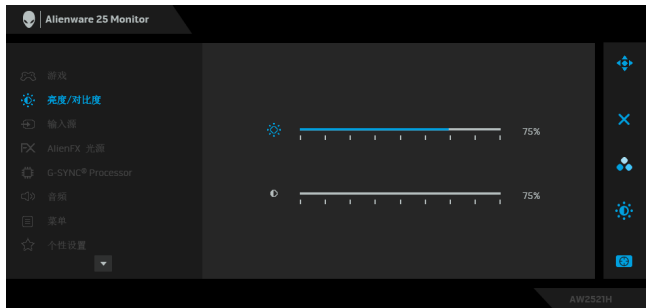 Alienware 25 Monitor
游戏
亮度/对比度
输入源
FX AlienFX 光源
G-SYNC® Processor
音频
菜单
个性设置
75%
75%
AW2521H